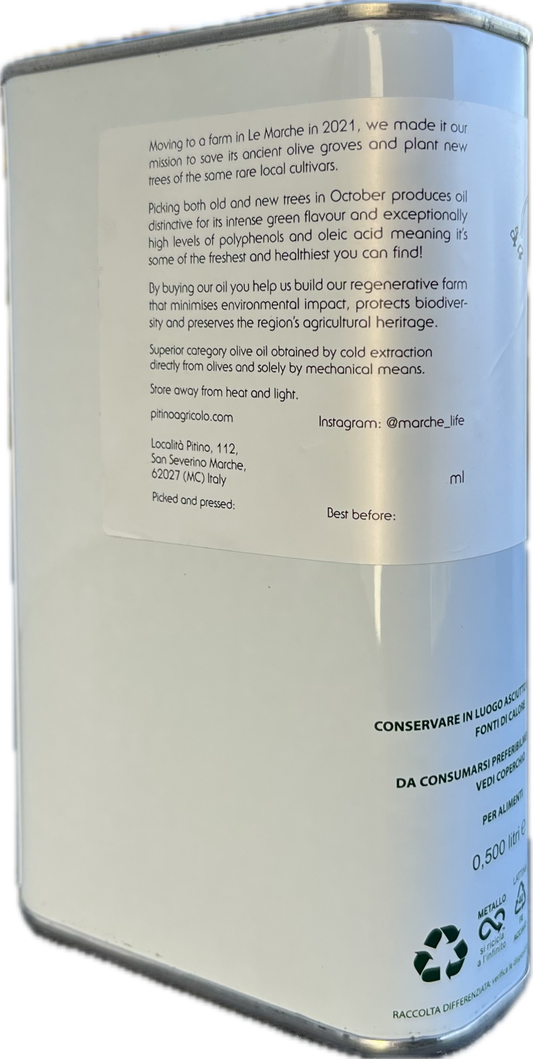 Moving to a farm in Le Marche in 2021, we made it our
mission to save its ancient olive groves and plant new
trees of the same rare local cultivars.
Picking both old and new trees in October produces oil
distinctive for its intense green flavour and exceptionally
high levels of polyphenols and oleic acid meaning it's
some of the freshest and healthiest you can find!
By buying our oil you help us build our regenerative farm
that minimises environmental impact, protects biodiver-
sity and preserves the region's agricultural heritage.
Superior category olive oil obtained by cold extraction
directly from olives and solely by mechanical means.
Store away from heat and light.
pitinoagricolo.com
Instagram: @marche_life
Località Pitino, 112,
San Severino Marche,
62027 (MC) Italy
ml
Picked and pressed:
Best before:
CONSERVARE IN LUOGO ASCIUTTO
FONTI DI CALORE
DA CONSUMARSI
VEDI COPERCHIO
PER ALIMENTI
0,500 litri e
METALLO
si ricicla
a l'infinito
RACCOLTA DIFFERENZIATA, verifica le